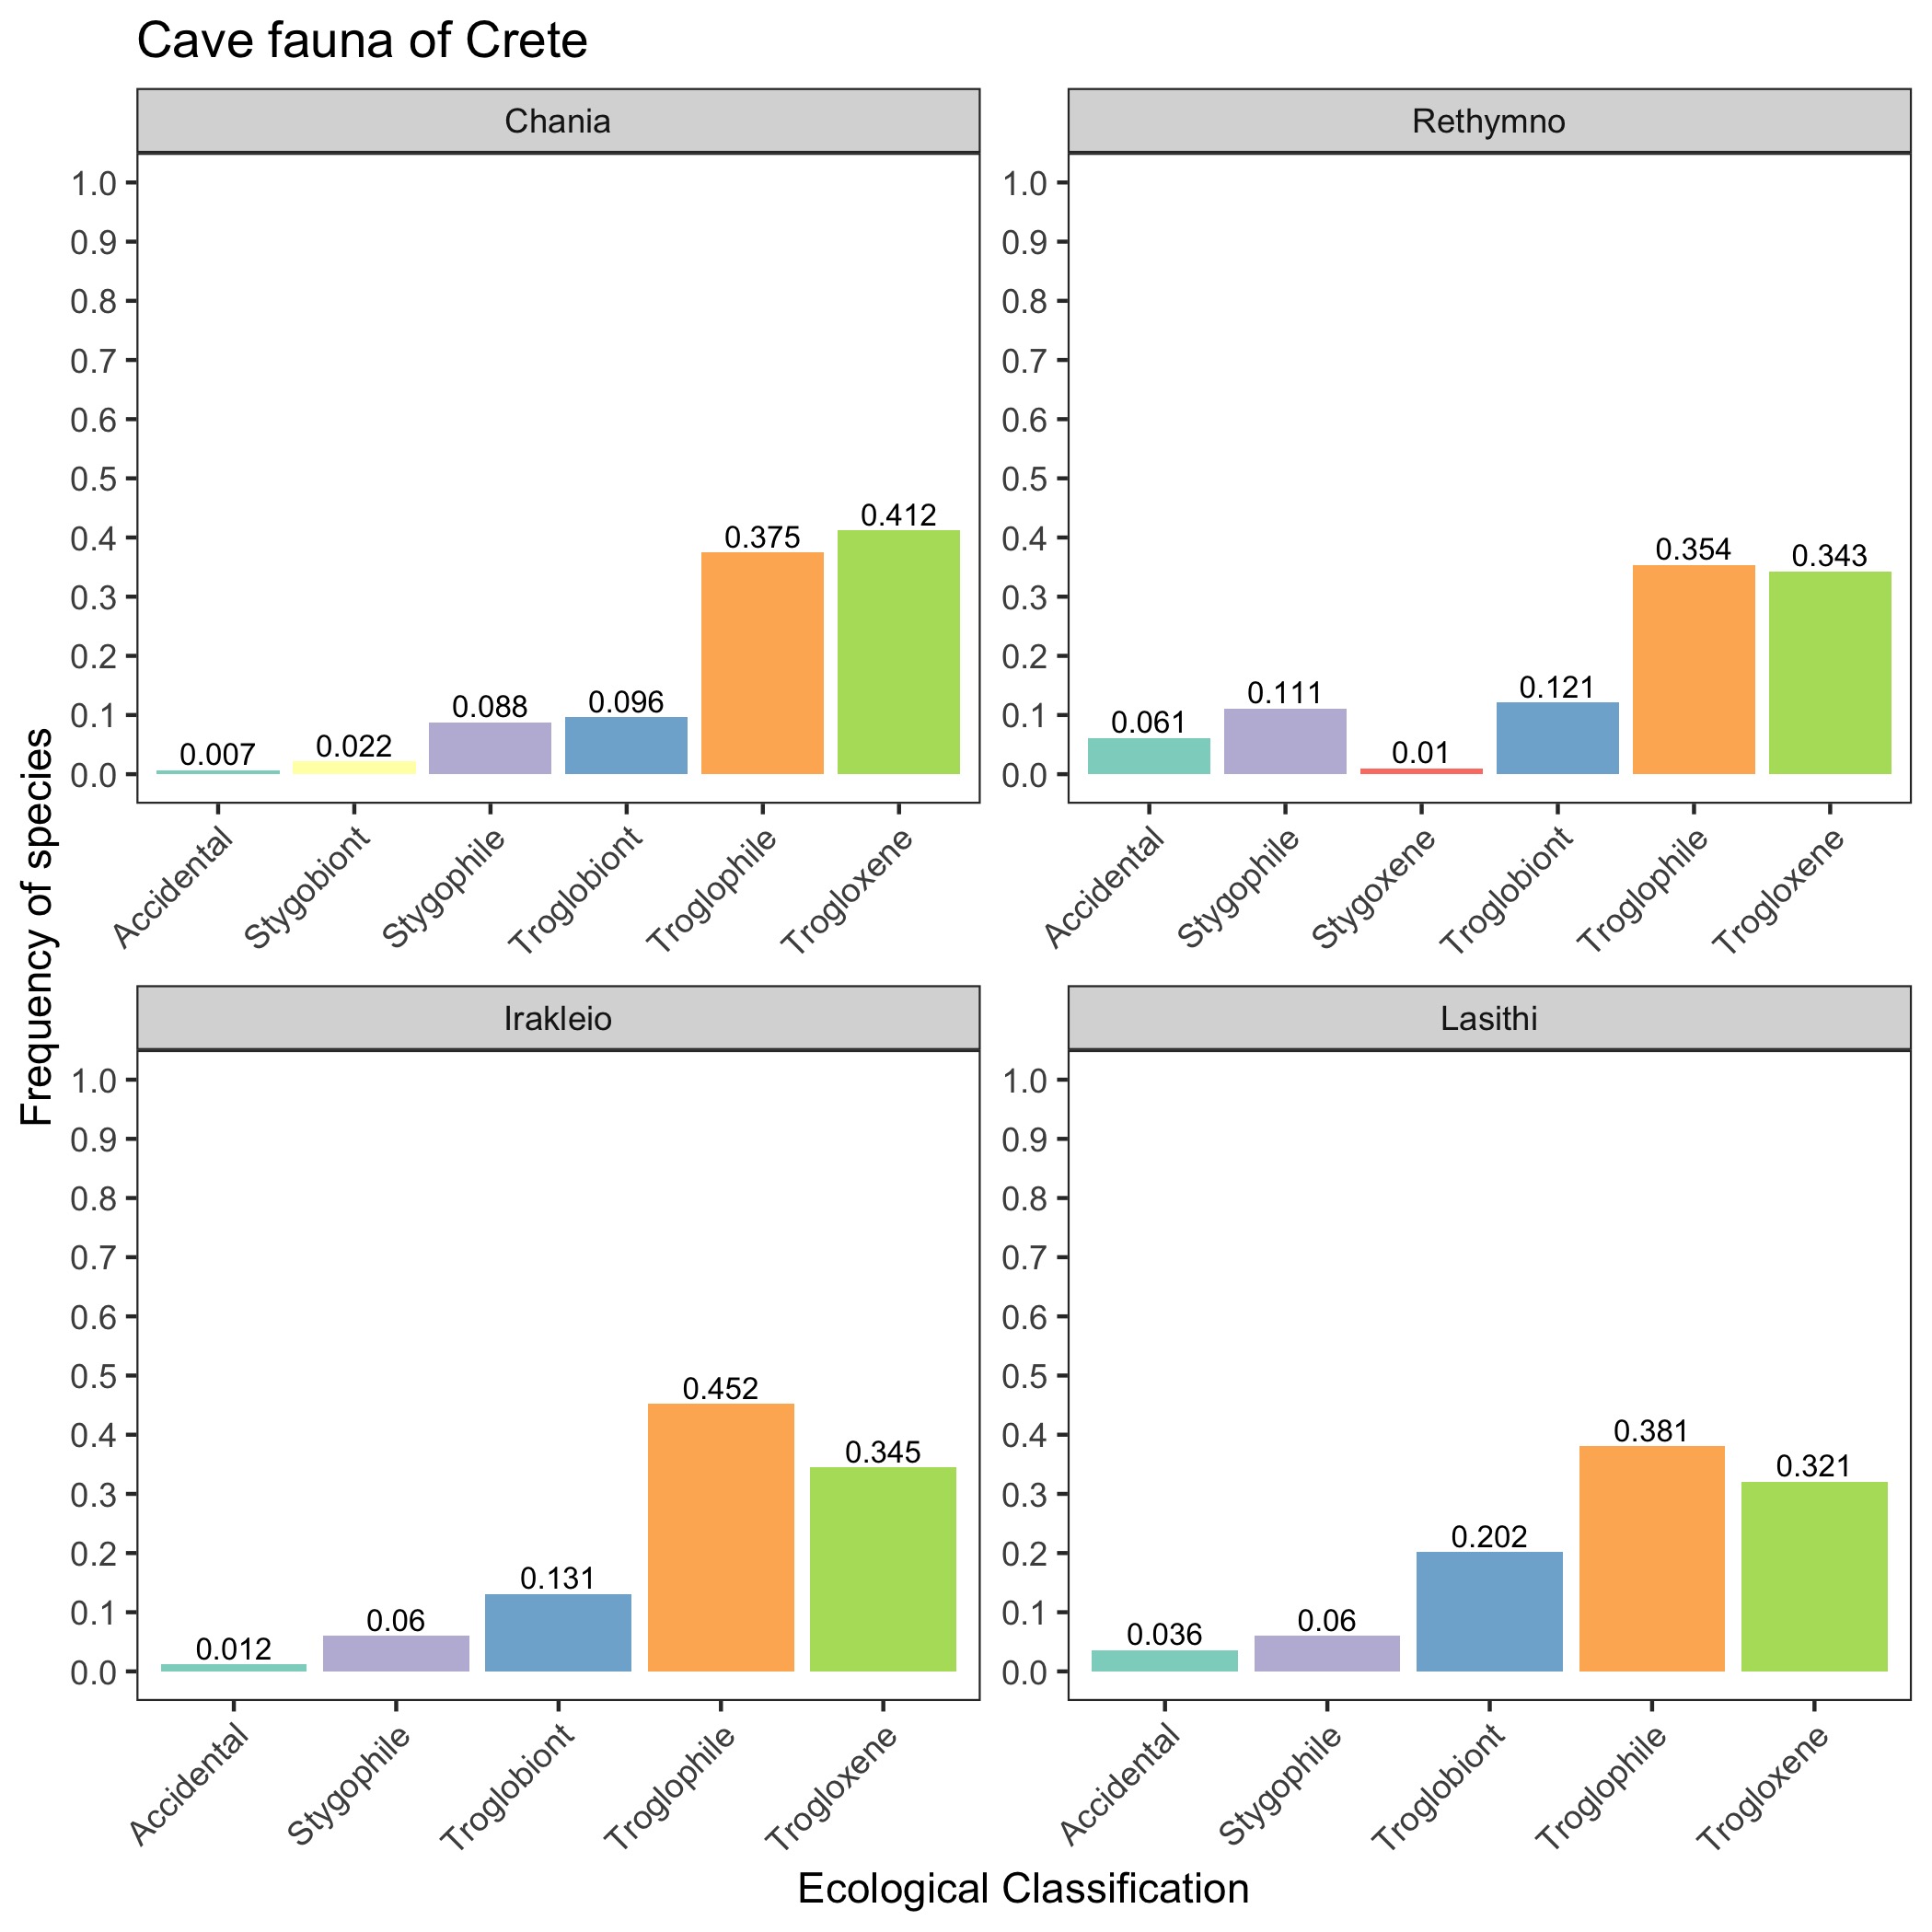 Cave fauna of Crete
Chania
1.0
0.9
0.8
0.7
0.6
0.5
0.4
0.3
0.2
0.1
0.0
0.007
0.022
0.088
0.096
0.375
0.412
Accidental
Stygobiont
Stygophile
Troglobiont
Troglophile
Trogloxene
Rethymno
1.0
0.9
0.8
0.7
0.6
0.5
0.4
0.3
0.2
0.1
0.0
0.061
0.111
0.01
0.121
0.354
0.343
Accidental
Stygophile
Stygoxene
Troglobiont
Troglophile
Trogloxene
Frequency of species
Irakleio
1.0
0.9
0.8
0.7
0.6
0.5
0.4
0.3
0.2
0.1
0.0
0.012
0.06
0.131
0.452
0.345
Accidental
Stygophile
Troglobiont
Troglophile
Trogloxene
Lasithi
1.0
0.9
0.8
0.7
0.6
0.5
0.4
0.3
0.2
0.1
0.0
0.036
0.06
0.202
0.381
0.321
Accidental
Stygophile
Troglobiont
Troglophile
Trogloxene
Ecological Classification